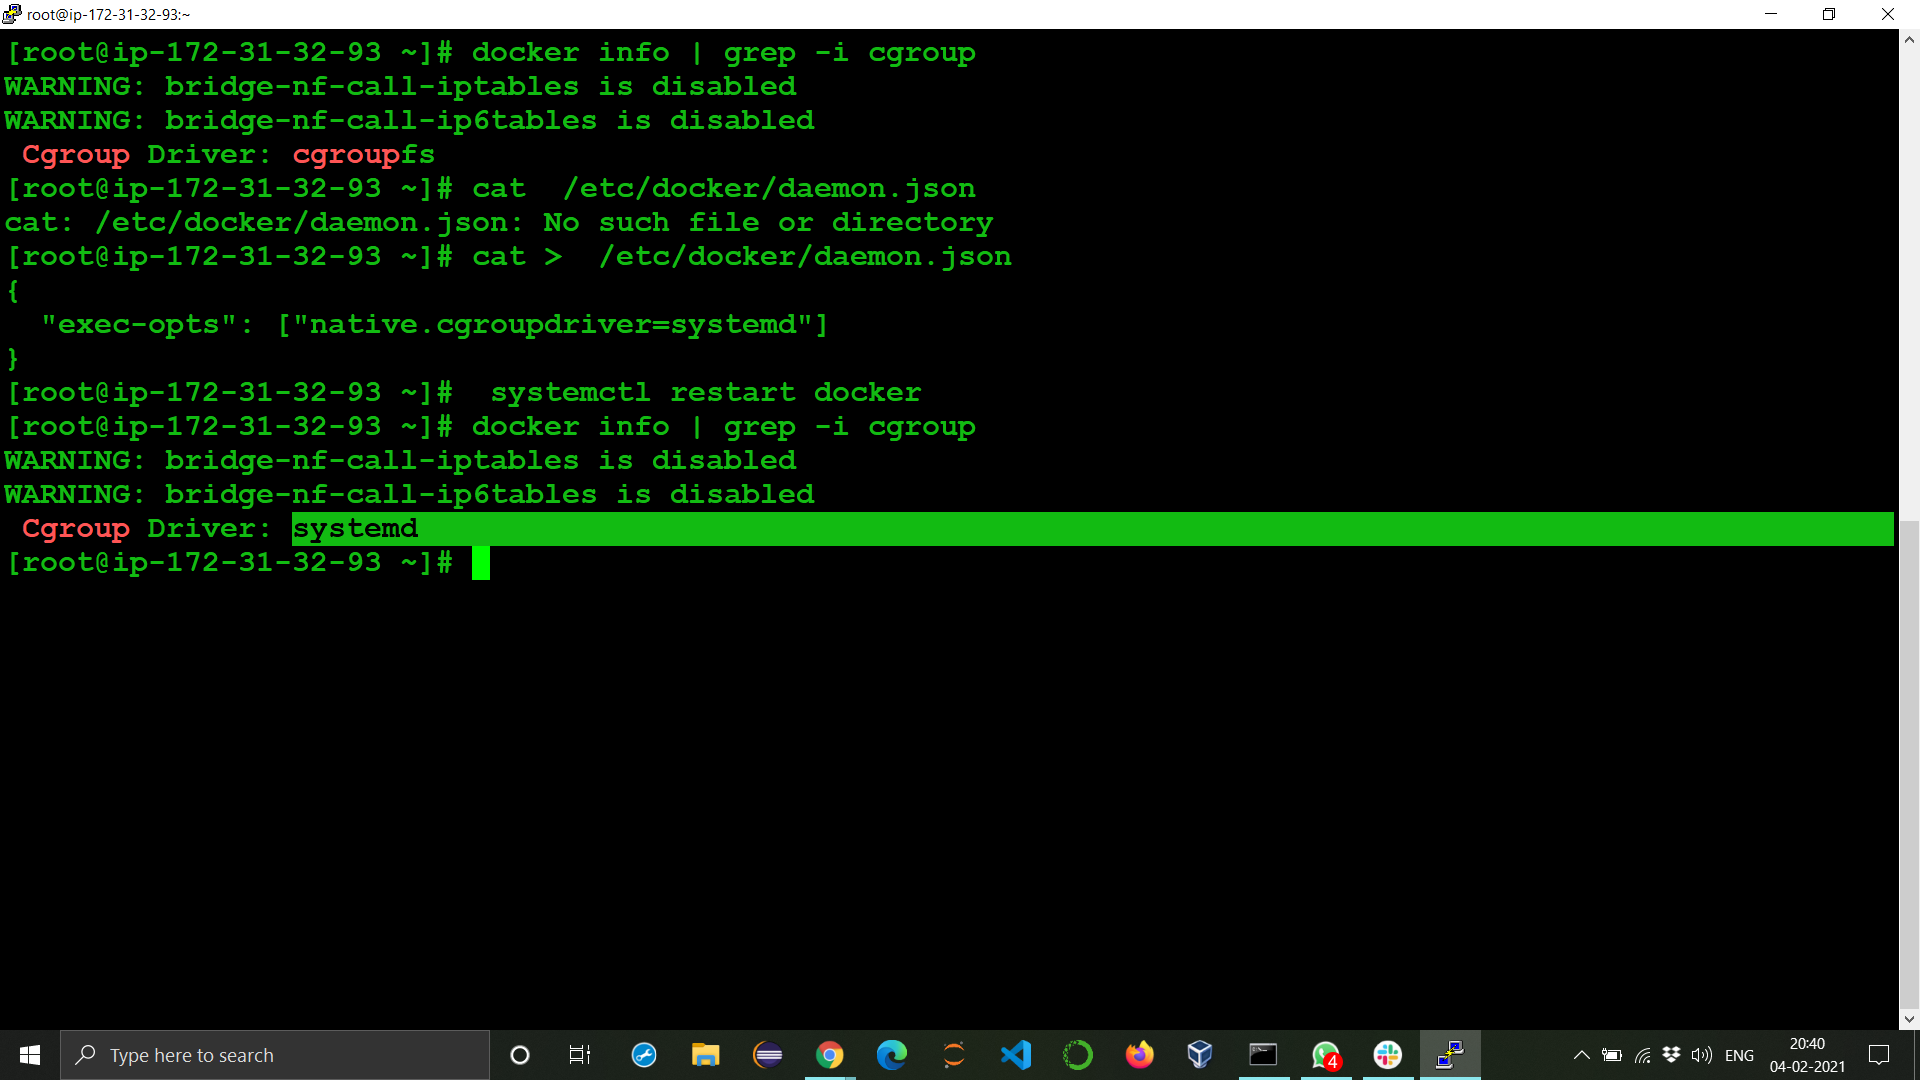 root@ip-172-31-32-93:~
[root@ip-172-31-32-93 ~]# docker info | grep -i cgroup
WARNING: bridge-nf-call-iptables is disabled
WARNING: bridge-nf-call-ip6tables is disabled
 Cgroup Driver: cgroupfs
[root@ip-172-31-32-93 ~]# cat  /etc/docker/daemon.json
cat: /etc/docker/daemon.json: No such file or directory
[root@ip-172-31-32-93 ~]# cat >  /etc/docker/daemon.json
{
  "exec-opts": ["native.cgroupdriver=systemd"]
}
[root@ip-172-31-32-93 ~]#  systemctl restart docker
[root@ip-172-31-32-93 ~]# docker info | grep -i cgroup
WARNING: bridge-nf-call-iptables is disabled
WARNING: bridge-nf-call-ip6tables is disabled
 Cgroup Driver: systemd
[root@ip-172-31-32-93 ~]#
Type here to search
4
ENG
20:40
04-02-2021